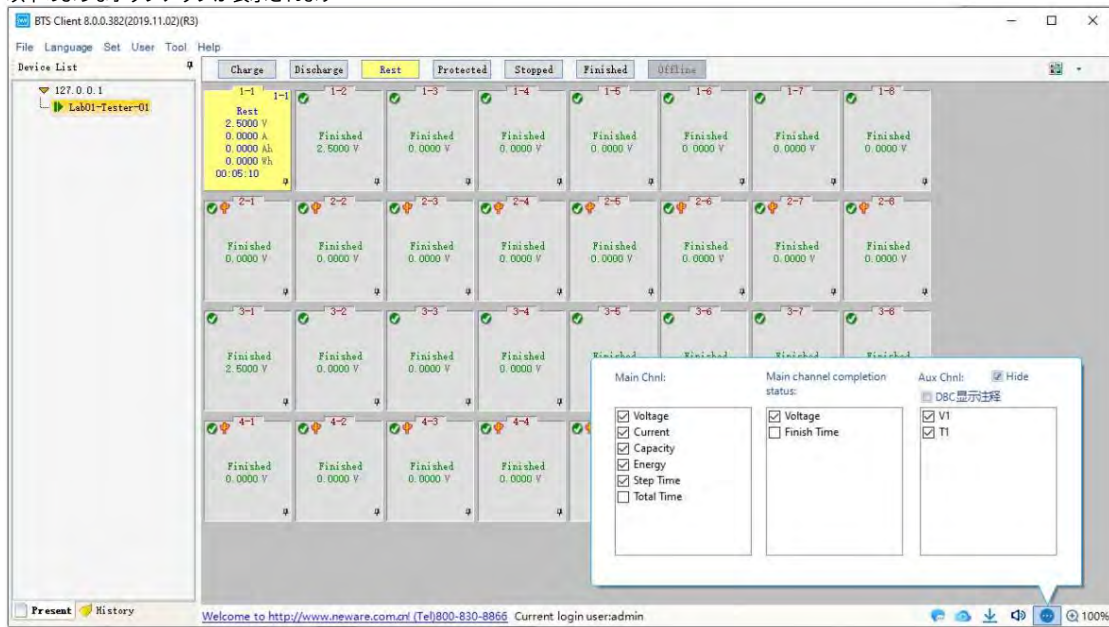 BTS Client 8.0.0.382(2019.11.02)(R3)
File Language Set User Tool Help
Device List
Charge Discharge Rest Protected Stopped Finished Offline
127.0.0.1
Lab01-Tester-01
1-1 1-1 1-2 1-3 1-4 1-5 1-6 1-7 1-8
Rest
2.5000 V
0.0000 A
0.0000 Ah
0.0000 Wh
00:05:10
Finished Finished Finished Finished Finished Finished Finished
2.5000 V 0.0000 V 0.0000 V 0.0000 V 0.0000 V 0.0000 V 0.0000 V
2-1 2-2 2-3 2-4 2-5 2-6 2-7 2-8
Finished Finished Finished Finished Finished Finished Finished Finished
0.0000 V 0.0000 V 0.0000 V 0.0000 V 0.0000 V 0.0000 V 0.0000 V 0.0000 V
3-1 3-2 3-3 3-4 3-5 3-6 3-7 3-8
Finished Finished Finished Finished Finished Finished Finished Finished
2.5000 V 0.0000 V 0.0000 V 0.0000 V
4-1 4-2 4-3 4-4
Finished Finished Finished Finished
0.0000 V 0.0000 V 0.0000 V 0.0000 V
Main Chnl:
Voltage
Current
Capacity
Energy
Step Time
Total Time
Main channel completion
status:
Voltage
Finish Time
Aux Chnl: Hide
DBC显示注释
V1
T1
Present History
Welcome to http://www.neware.com.cn! (Tel)800-830-8866 Current login user:admin
100%